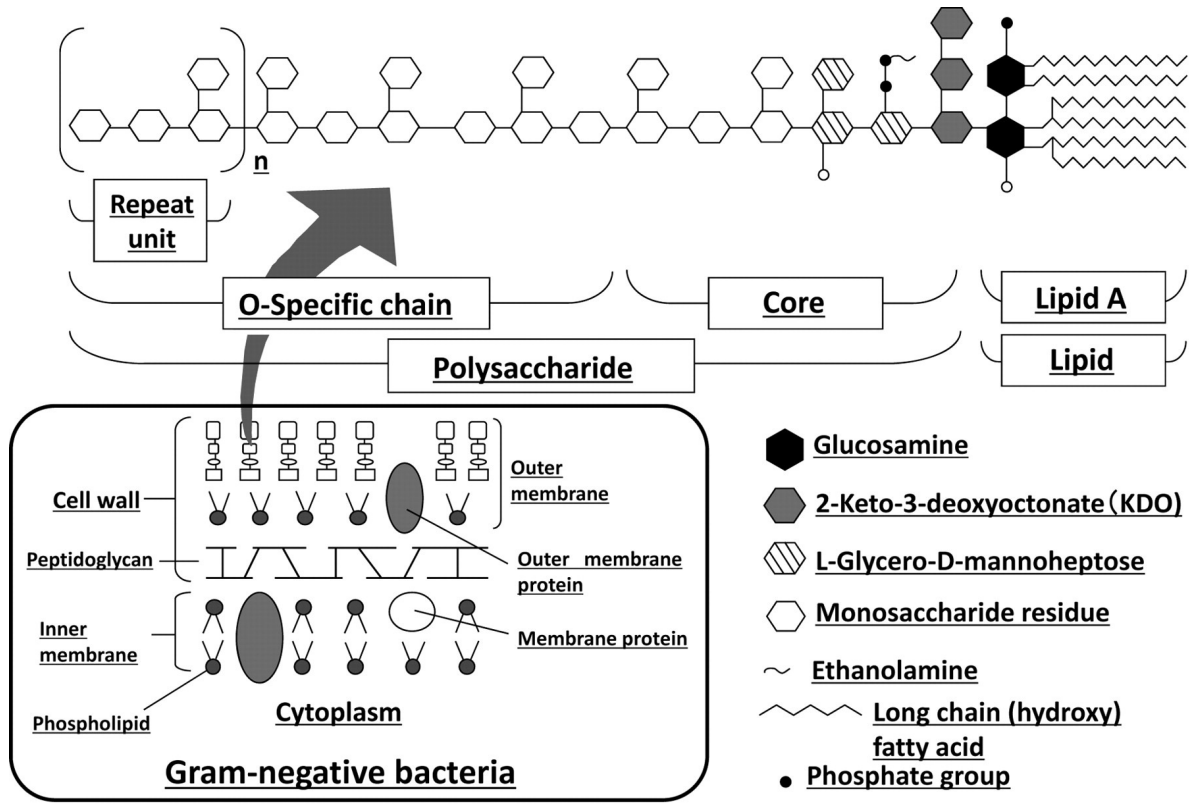 n
Repeat
unit
O-Specific chain
Core
Lipid A
Polysaccharide
Lipid
Cell wall
Outer
membrane
Peptidoglycan
Outer membrane
protein
Inner
membrane
Membrane protein
Phospholipid
Cytoplasm
Gram-negative bacteria
Glucosamine
2-Keto-3-deoxyoctonate(KDO)
L-Glycero-D-mannoheptose
Monosaccharide residue
Ethanolamine
Long chain (hydroxy)
fatty acid
Phosphate group